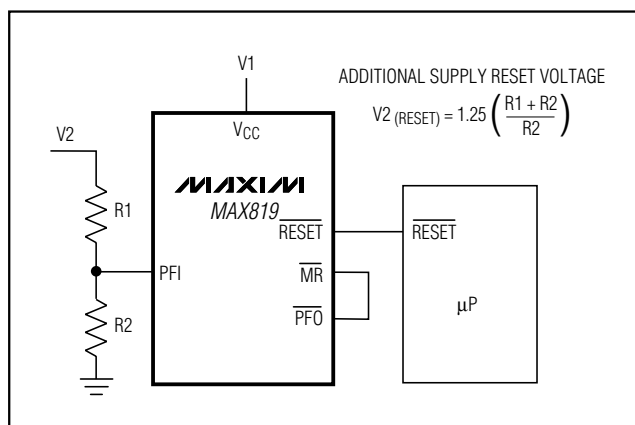 V1
ADDITIONAL SUPPLY RESET VOLTAGE
V2 (RESET) = 1.25 ( R1 + R2 / R2 )
V2
VCC
MAXIM
MAX819
R1
RESET
RESET
PFI
MR
R2
PFO
µP